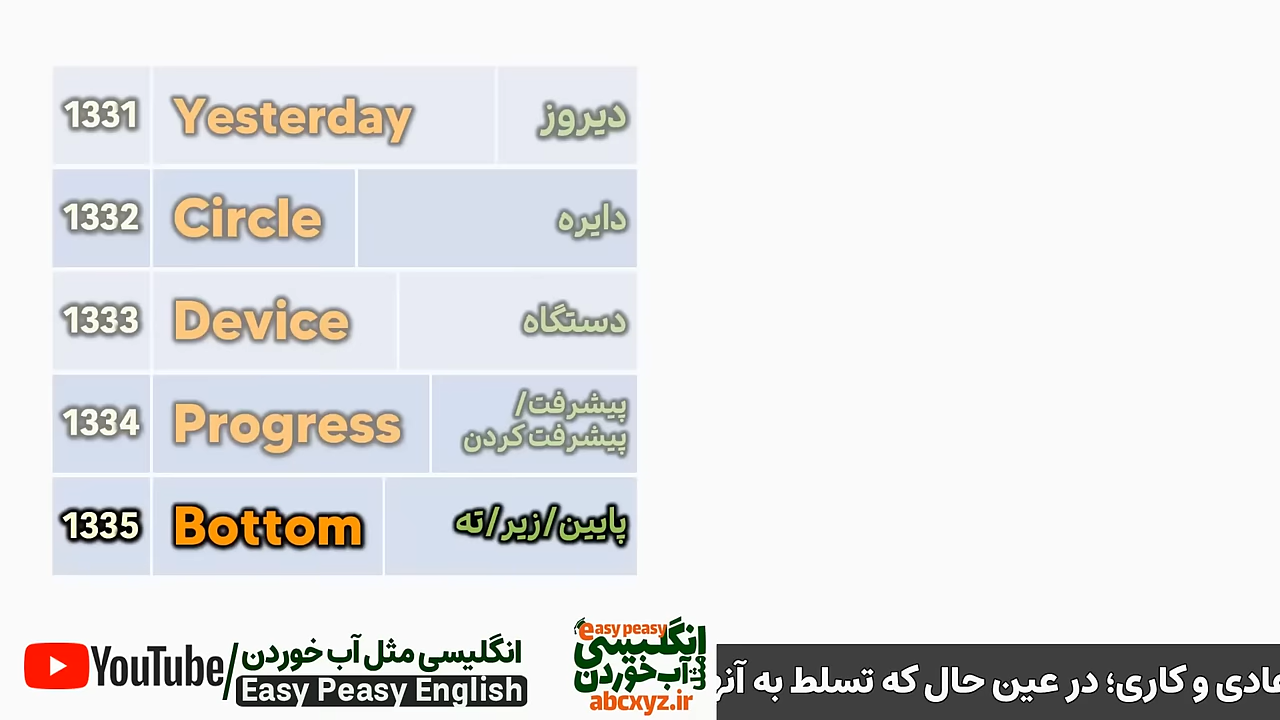 1331 Yesterday دیروز
1332 Circle دایره
1333 Device دستگاه
1334 Progress پیشرفت/
پیشرفت کردن
1335 Bottom پایین/زیر/ته
YouTube/انگلیسی مثل آب خوردن
Easy Peasy English
easy peasy
انگلیسی
مثل آب خوردن
abcxyz.ir
و کاری؛ در عین حال که تسلط به